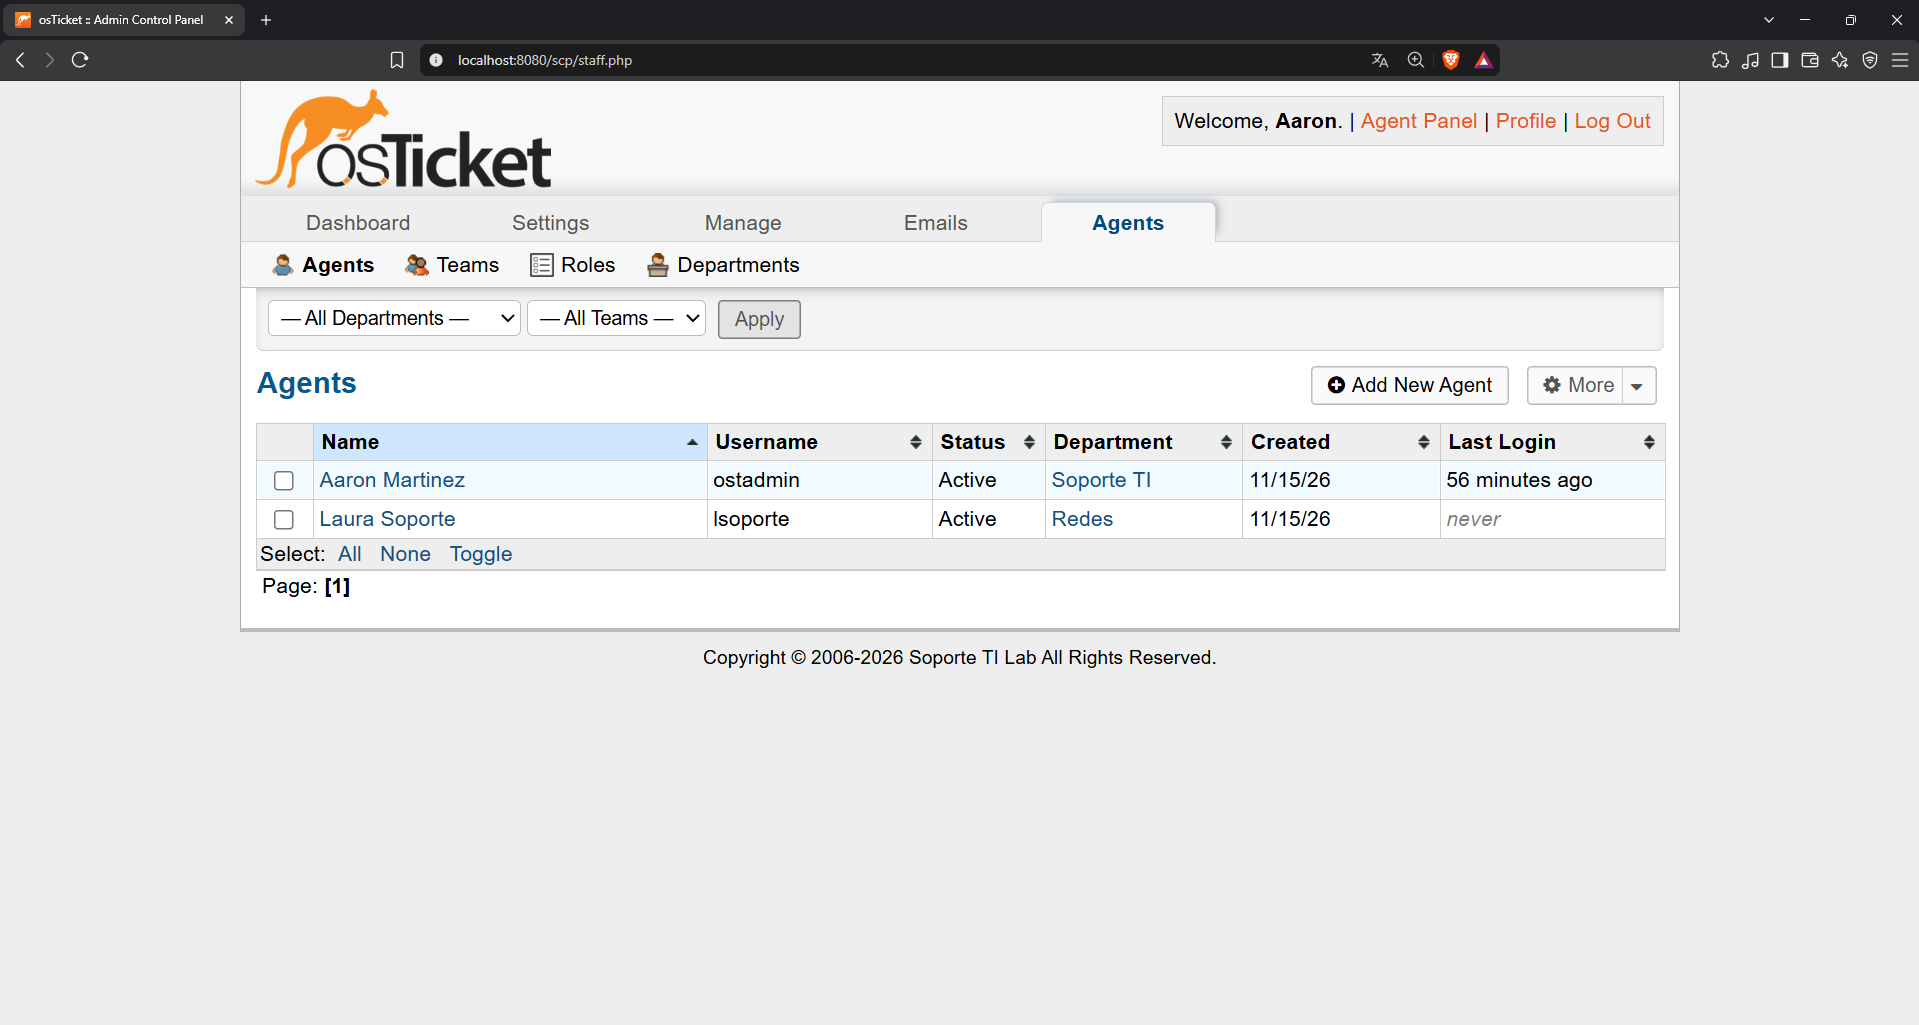 osTicket :: Admin Control Panel
localhost:8080/scp/staff.php
osTicket
Welcome, Aaron. | Agent Panel | Profile | Log Out
Dashboard Settings Manage Emails Agents
Agents Teams Roles Departments
— All Departments — — All Teams — Apply
Agents
Add New Agent More
Name Username Status Department Created Last Login
Aaron Martinez ostadmin Active Soporte TI 11/15/26 56 minutes ago
Laura Soporte lsoporte Active Redes 11/15/26 never
Select: All None Toggle
Page: [1]
Copyright © 2006-2026 Soporte TI Lab All Rights Reserved.